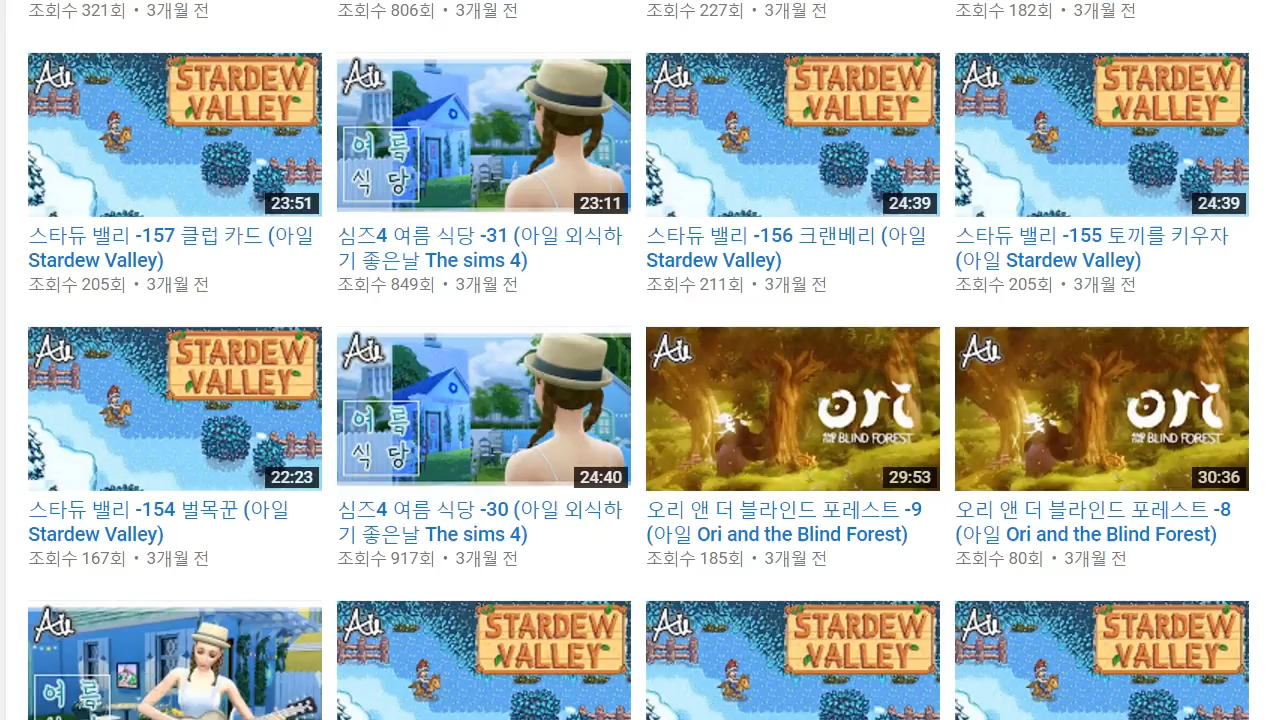 조회수 321회 • 3개월 전
조회수 806회 • 3개월 전
조회수 227회 • 3개월 전
조회수 182회 • 3개월 전
Ade
STARDEW
VALLEY
23:51
Ade
여름
식당
23:11
Ade
STARDEW
VALLEY
24:39
Ade
STARDEW
VALLEY
24:39
스타듀 밸리 -157 클럽 카드 (아일
Stardew Valley)
조회수 205회 • 3개월 전
심즈4 여름 식당 -31 (아일 외식하
기 좋은날 The sims 4)
조회수 849회 • 3개월 전
스타듀 밸리 -156 크랜베리 (아일
Stardew Valley)
조회수 211회 • 3개월 전
스타듀 밸리 -155 토끼를 키우자
(아일 Stardew Valley)
조회수 205회 • 3개월 전
Ade
STARDEW
VALLEY
22:23
Ade
여름
식당
24:40
Ade
ori
AND THE BLIND FOREST
29:53
Ade
ori
AND THE BLIND FOREST
30:36
스타듀 밸리 -154 벌목꾼 (아일
Stardew Valley)
조회수 167회 • 3개월 전
심즈4 여름 식당 -30 (아일 외식하
기 좋은날 The sims 4)
조회수 917회 • 3개월 전
오리 앤 더 블라인드 포레스트 -9
(아일 Ori and the Blind Forest)
조회수 185회 • 3개월 전
오리 앤 더 블라인드 포레스트 -8
(아일 Ori and the Blind Forest)
조회수 80회 • 3개월 전
Ade
여름
Ade
STARDEW
VALLEY
Ade
STARDEW
VALLEY
Ade
STARDEW
VALLEY